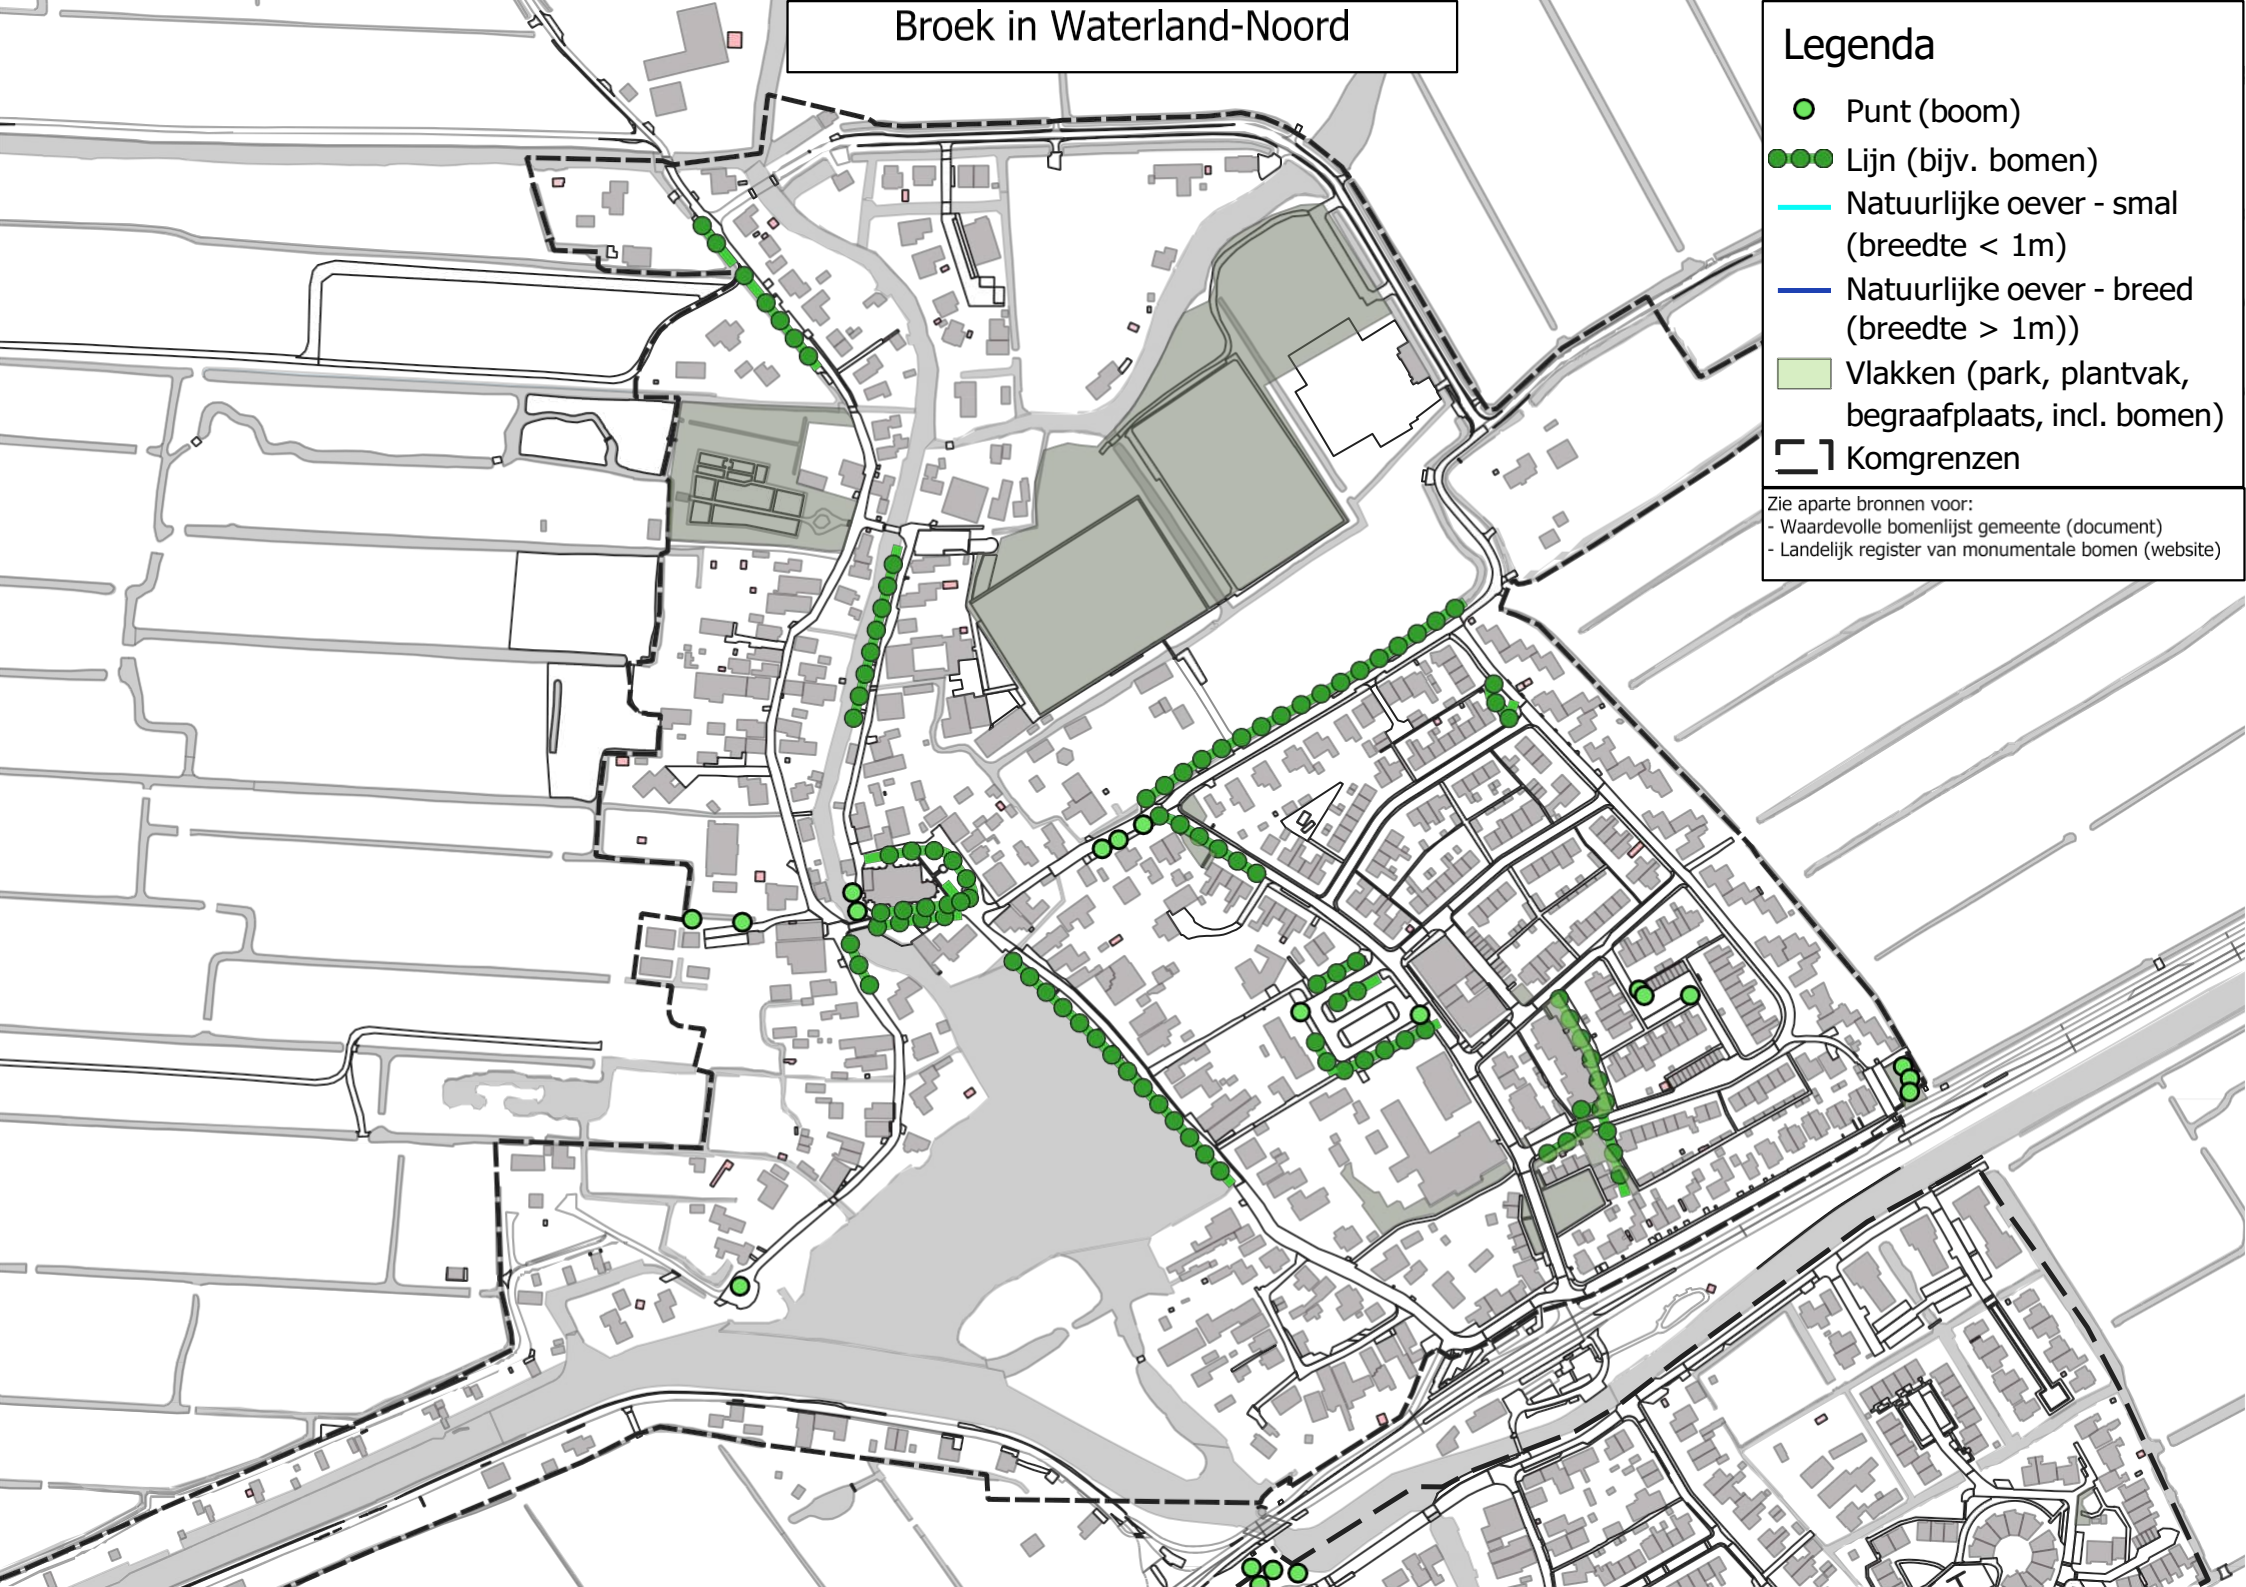 Broek in Waterland-Noord
Legenda
Punt (boom)
Lijn (bijv. bomen)
Natuurlijke oever - smal
(breedte < 1m)
Natuurlijke oever - breed
(breedte > 1m))
Vlakken (park, plantvak,
begraafplaats, incl. bomen)
Komgrenzen
Zie aparte bronnen voor:
- Waardevolle bomenlijst gemeente (document)
- Landelijk register van monumentale bomen (website)